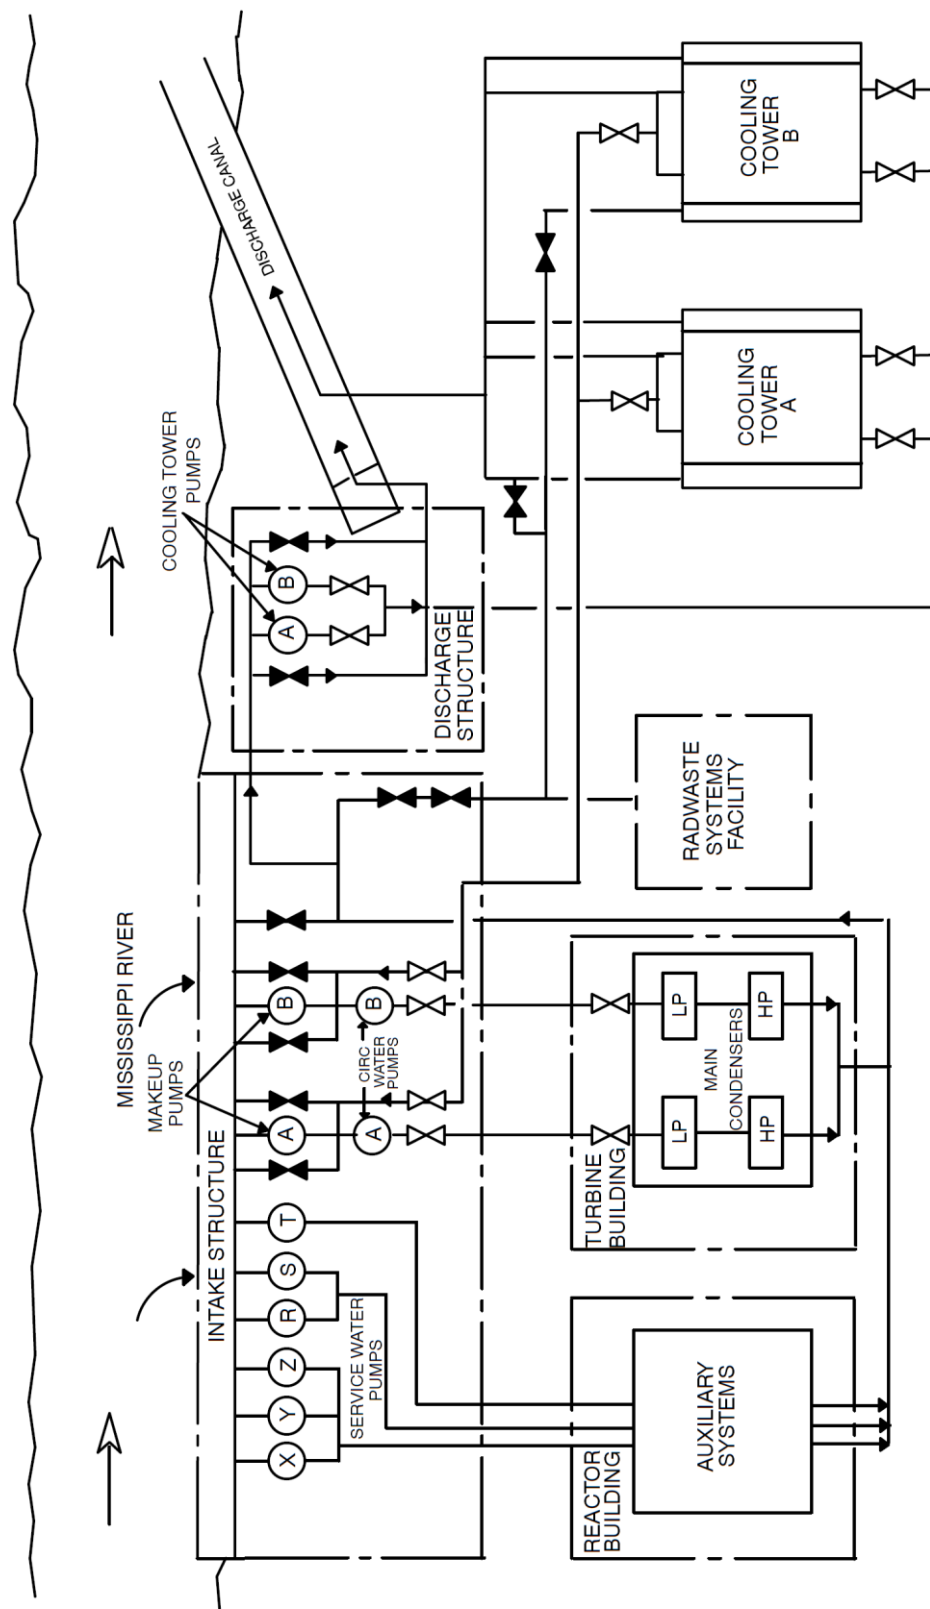 MISSISSIPPI RIVER
INTAKE STRUCTURE
X
Y
Z
R
S
T
SERVICE WATER
PUMPS
MAKEUP
PUMPS
A
B
A
B
CIRC
WATER
PUMPS
REACTOR
BUILDING
AUXILIARY
SYSTEMS
TURBINE
BUILDING
LP
HP
LP
HP
MAIN
CONDENSERS
RADWASTE
SYSTEMS
FACILITY
DISCHARGE
STRUCTURE
COOLING TOWER
PUMPS
A
B
DISCHARGE CANAL
COOLING
TOWER
A
COOLING
TOWER
B